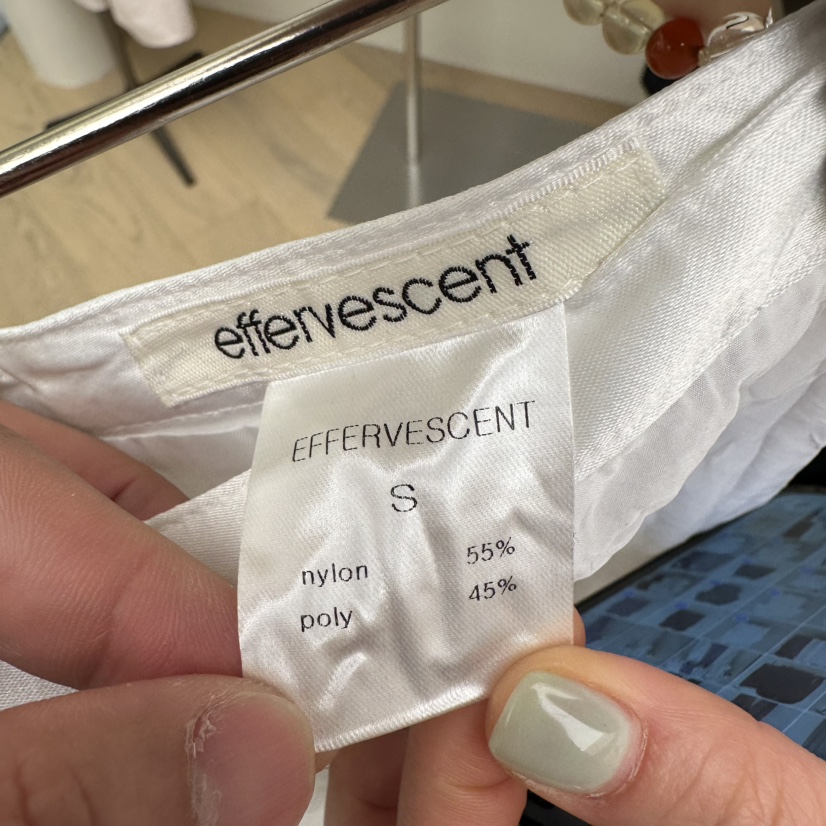 effervescent
EFFERVESCENT
S
nylon 55%
poly 45%